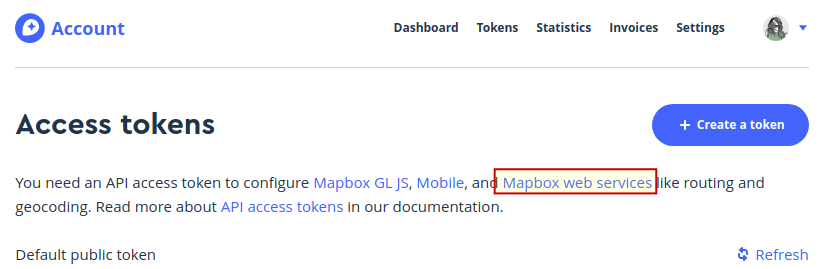 Account
Dashboard Tokens Statistics Invoices Settings
Access tokens
+ Create a token
You need an API access token to configure Mapbox GL JS, Mobile, and Mapbox web services like routing and
geocoding. Read more about API access tokens in our documentation.
Default public token
Refresh